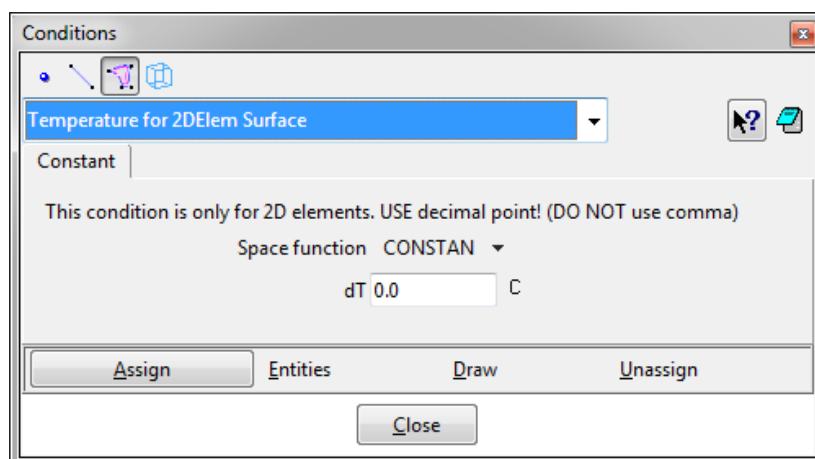 Conditions
Temperature for 2DElem Surface
?
Constant
This condition is only for 2D elements. USE decimal point! (DO NOT use comma)
Space function CONSTAN
dT 0.0 C
Assign Entities Draw Unassign
Close